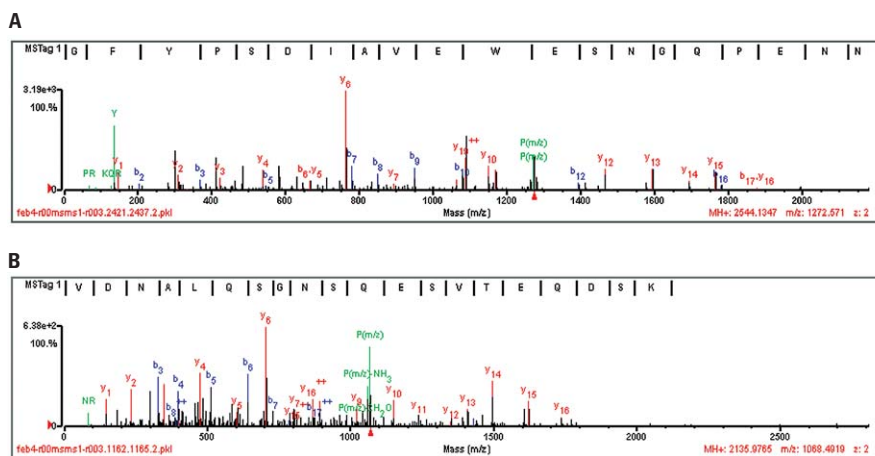 A
MSTag 1
G F Y P S D I A V E W E S N G Q P E N N
3.19e+3
100.%
y6
Y
P(m/z)
P(m/z)
PR KQR
y1 b2 y2 b3 y3 y4 b5 b6-y5 b7 b8 y7 b9 b10 y10 ++ y10 b12 y12 y13 y14 y15 16 b17-y16
0 200 400 600 800 1000 1200 1400 1600 1800 2000
feb4-r00msms1-r003.2421.2437.2.pkl
Mass (m/z)
MH+: 2544.1347 m/z: 1272.571 z: 2
B
MSTag 1
V D N A L Q S G N S Q E S V T E Q D S K
6.38e+2
100.%
y6
P(m/z)
P(m/z)-NH3
NR
y1 y2 b3 b4 y4 b5 b6 y5 b7 y16 ++ y10 y11 y12 y13 y14 y15 y16
0 500 1000 1500 2000 2500
feb4-r00msms1-r003.1162.1165.2.pkl
Mass (m/z)
MH+: 2135.9765 m/z: 1068.4919 z: 2